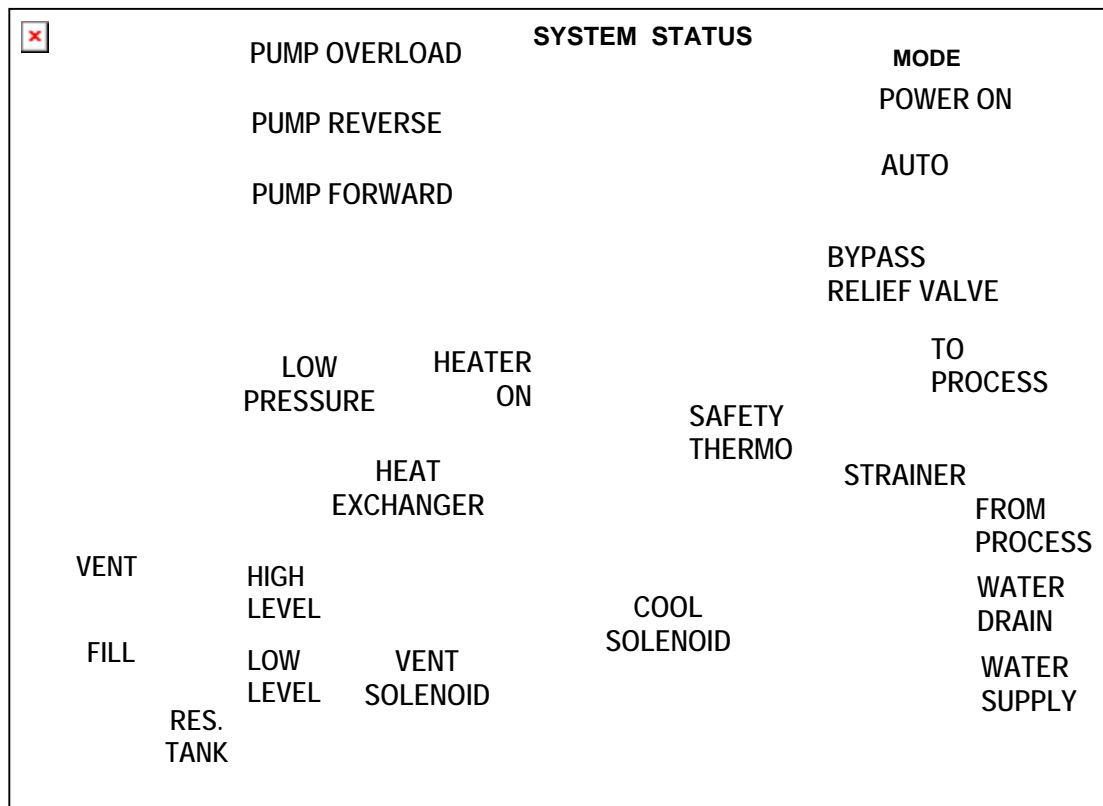 SYSTEM STATUS
PUMP OVERLOAD
MODE
POWER ON
PUMP REVERSE
AUTO
PUMP FORWARD
BYPASS
RELIEF VALVE
TO
PROCESS
LOW
PRESSURE
HEATER
ON
SAFETY
THERMO
HEAT
EXCHANGER
STRAINER
FROM
PROCESS
VENT
HIGH
LEVEL
COOL
SOLENOID
WATER
DRAIN
FILL
LOW
LEVEL
VENT
SOLENOID
WATER
SUPPLY
RES.
TANK